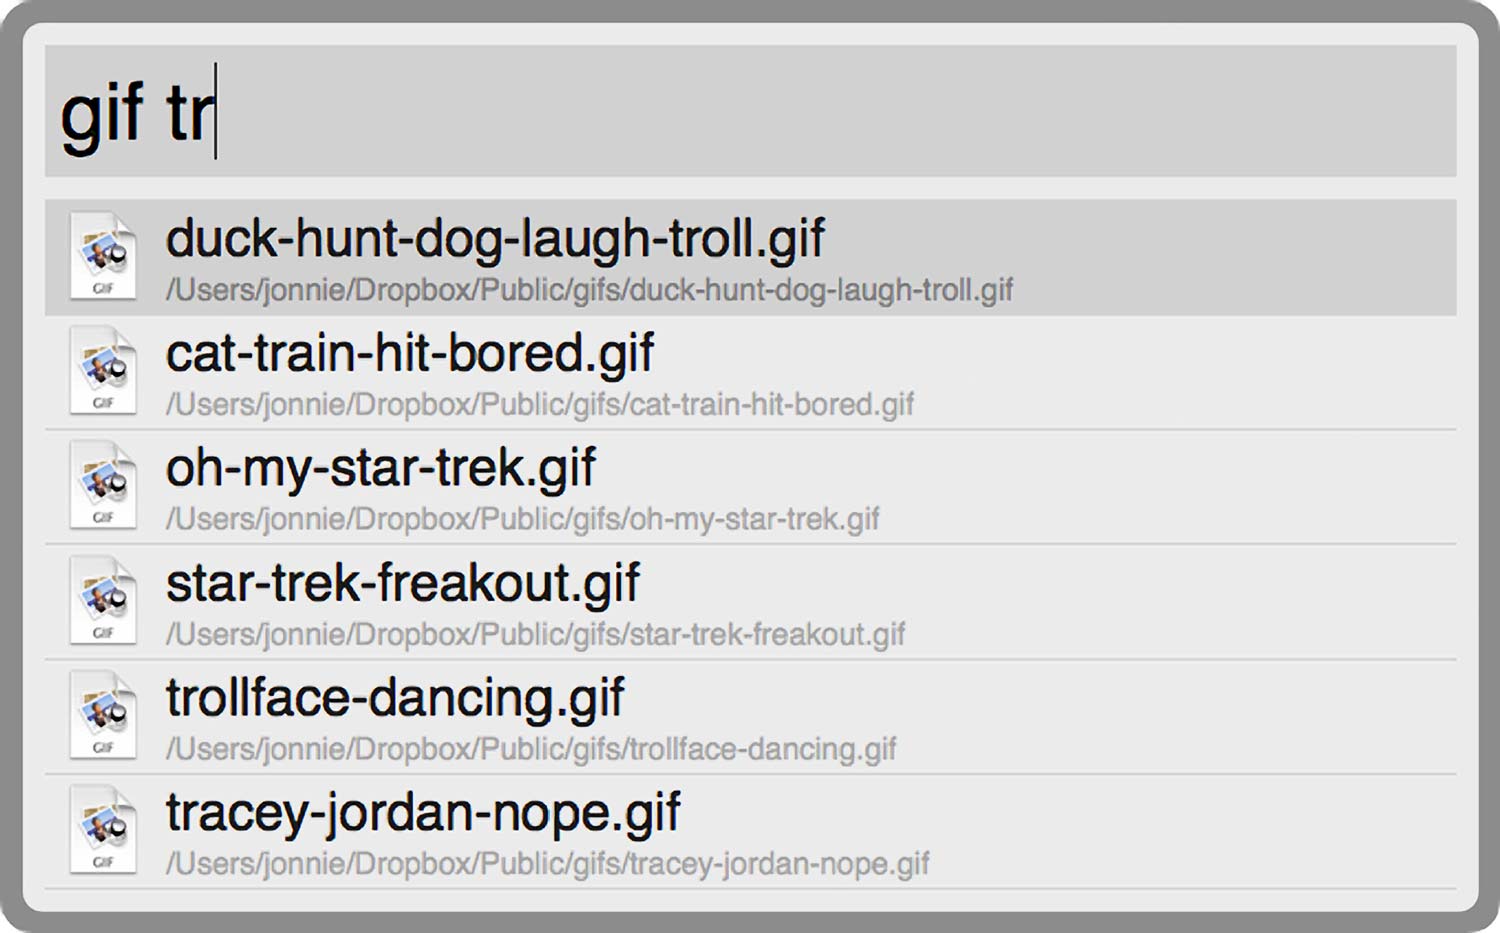 gif tr
GIF
duck-hunt-dog-laugh-troll.gif
/Users/jonnie/Dropbox/Public/gifs/duck-hunt-dog-laugh-troll.gif
GIF
cat-train-hit-bored.gif
/Users/jonnie/Dropbox/Public/gifs/cat-train-hit-bored.gif
GIF
oh-my-star-trek.gif
/Users/jonnie/Dropbox/Public/gifs/oh-my-star-trek.gif
GIF
star-trek-freakout.gif
/Users/jonnie/Dropbox/Public/gifs/star-trek-freakout.gif
GIF
trollface-dancing.gif
/Users/jonnie/Dropbox/Public/gifs/trollface-dancing.gif
GIF
tracey-jordan-nope.gif
/Users/jonnie/Dropbox/Public/gifs/tracey-jordan-nope.gif